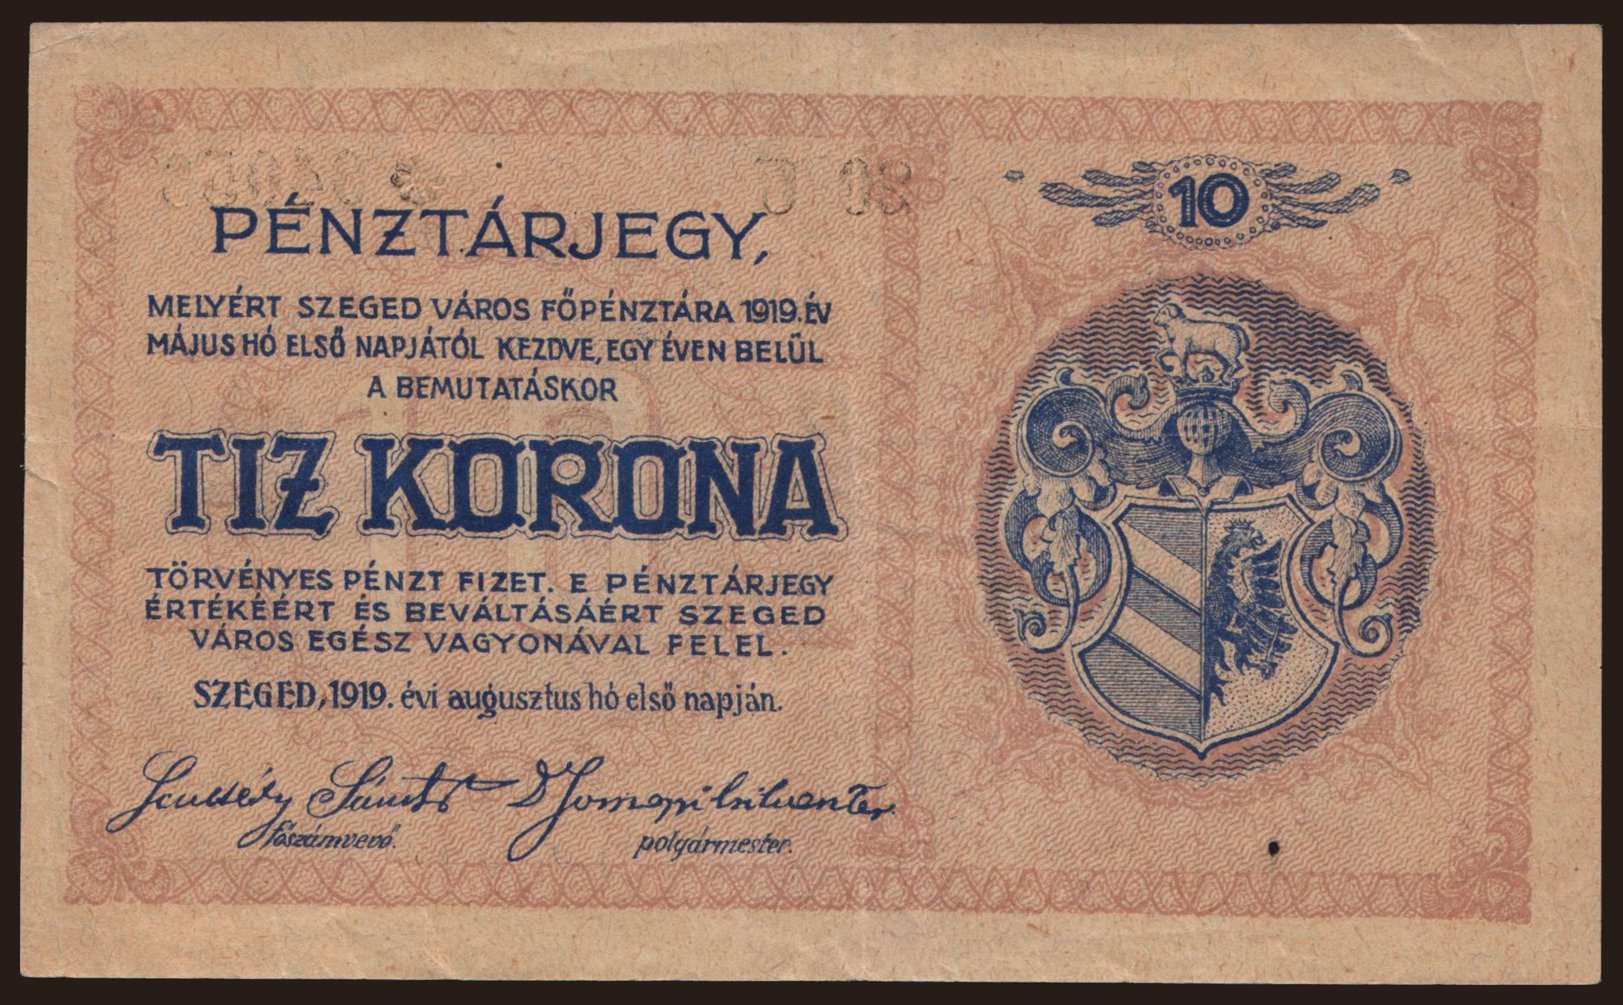 10
PÉNZTÁRJEGY,
MELYÉRT SZEGED VÁROS FŐPÉNZTÁRA 1919. ÉV
MÁJUS HÓ ELSŐ NAPJÁTÓL KEZDVE, EGY ÉVEN BELÜL
A BEMUTATÁSKOR
TIZ KORONA
TÖRVÉNYES PÉNZT FIZET. E PÉNZTÁRJEGY
ÉRTÉKÉÉRT ÉS BEVÁLTÁSÁÉRT SZEGED
VÁROS EGÉSZ VAGYONÁVAL FELEL.
SZEGED, 1919. évi augusztus hó első napján.
főszámvevő.
polgármester.